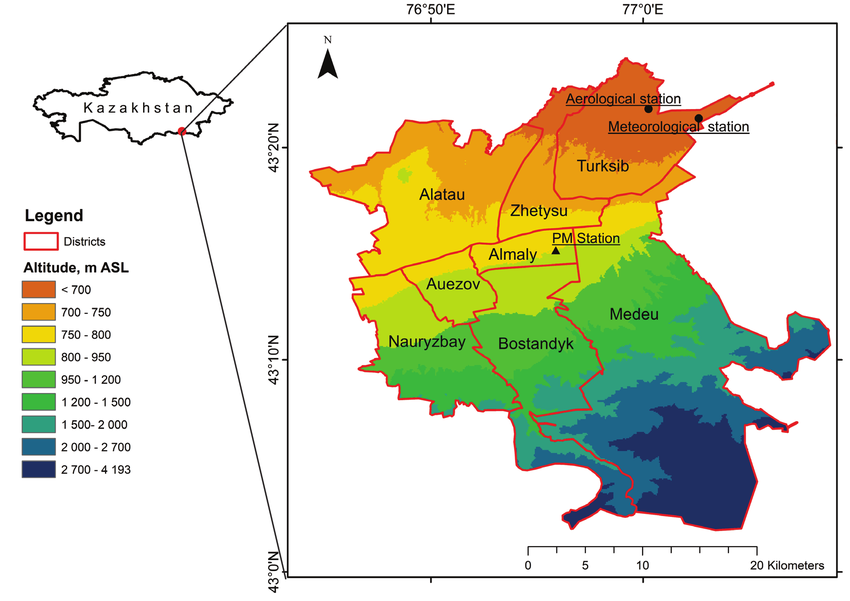 76°50'E
77°0'E
N
Kazakhstan
Aerological station
Meteorological station
43°20'N
Turksib
Alatau
Zhetysu
PM Station
Almaly
Legend
Districts
Altitude, m ASL
< 700
700 - 750
750 - 800
800 - 950
950 - 1 200
1 200 - 1 500
1 500- 2 000
2 000 - 2 700
2 700 - 4 193
Auezov
Medeu
Nauryzbay
Bostandyk
43°10'N
43°0'N
0 5 10 20 Kilometers